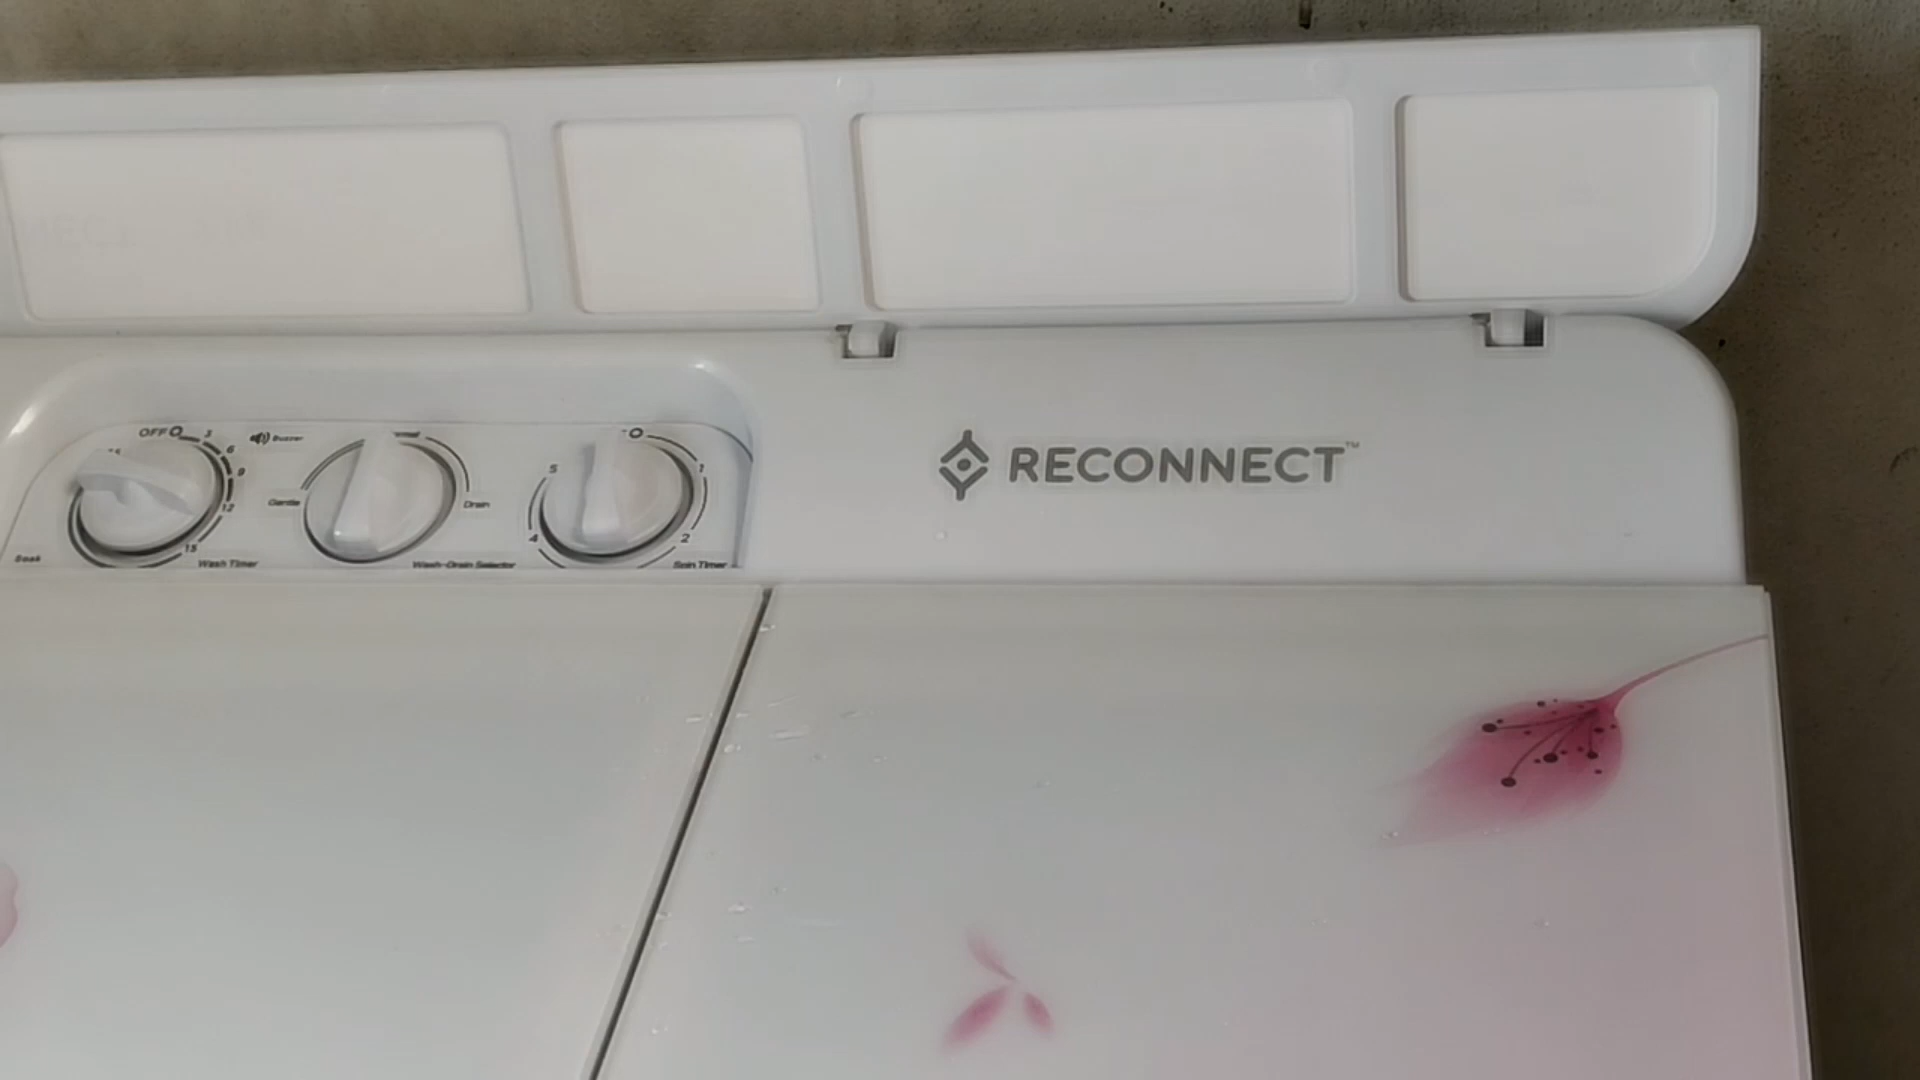 OFF
3
6
9
12
15
Soak
Wash Timer
Buzzer
Gentle
Drain
Wash-Drain Selector
1
2
4
5
Spin Timer
RECONNECT™